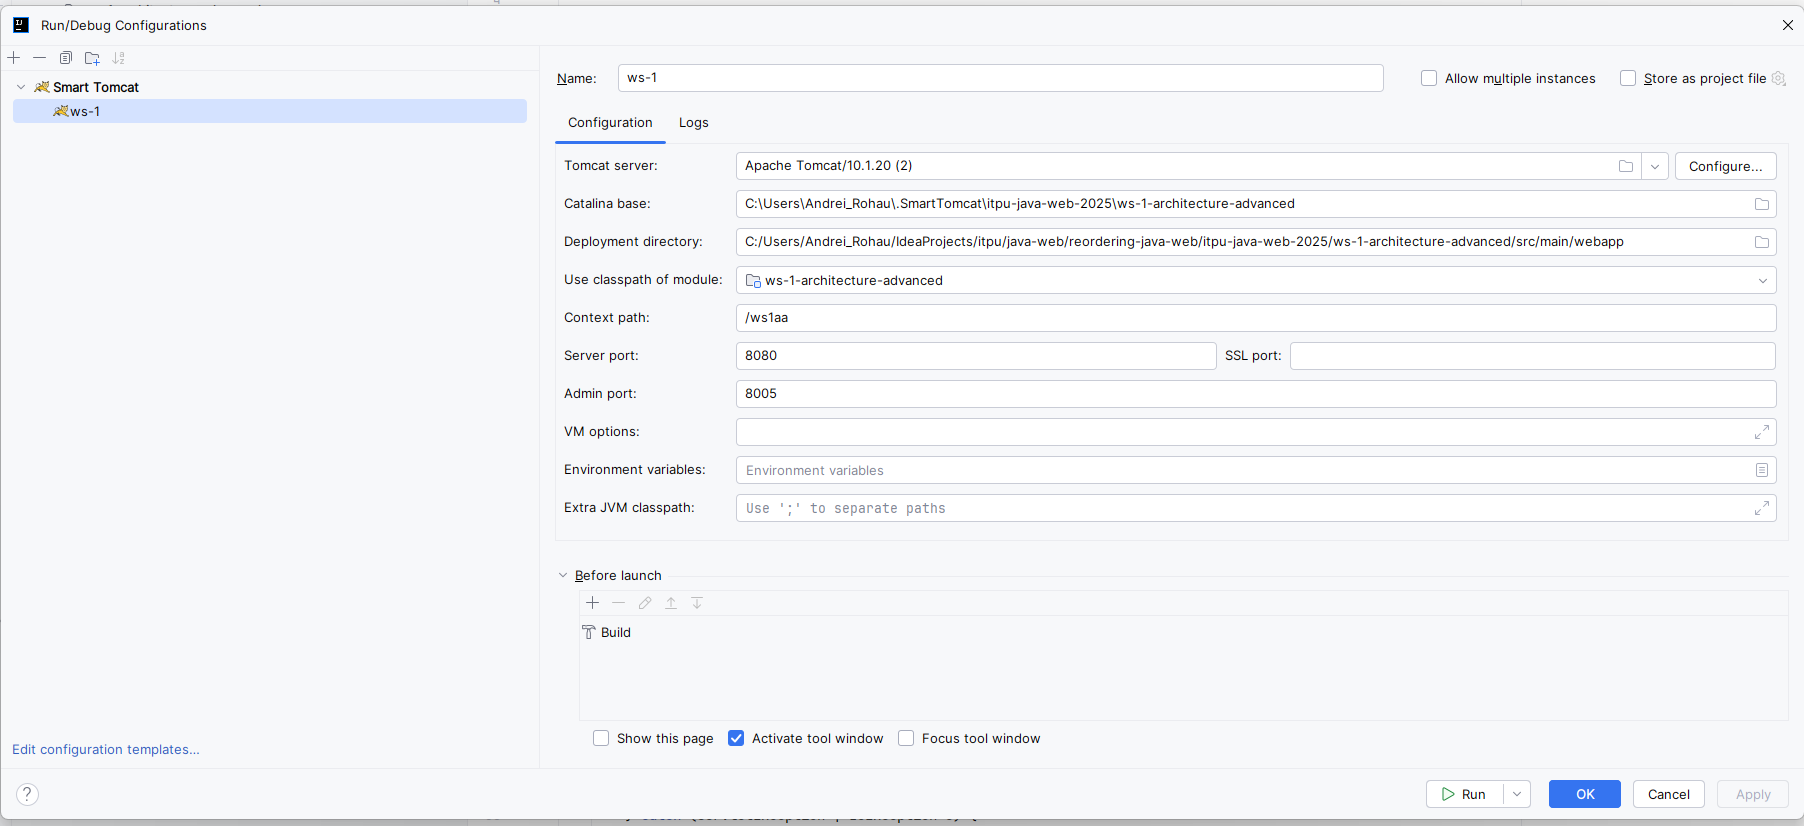 Run/Debug Configurations
Smart Tomcat
ws-1
Edit configuration templates...
Name: ws-1
Allow multiple instances
Store as project file
Configuration Logs
Tomcat server: Apache Tomcat/10.1.20 (2) Configure...
Catalina base: C:\Users\Andrei_Rohau\.SmartTomcat\itpu-java-web-2025\ws-1-architecture-advanced
Deployment directory: C:/Users/Andrei_Rohau/IdeaProjects/itpu/java-web/reordering-java-web/itpu-java-web-2025/ws-1-architecture-advanced/src/main/webapp
Use classpath of module: ws-1-architecture-advanced
Context path: /ws1aa
Server port: 8080 SSL port:
Admin port: 8005
VM options:
Environment variables: Environment variables
Extra JVM classpath: Use ';' to separate paths
Before launch
Build
Show this page Activate tool window Focus tool window
? Run OK Cancel Apply